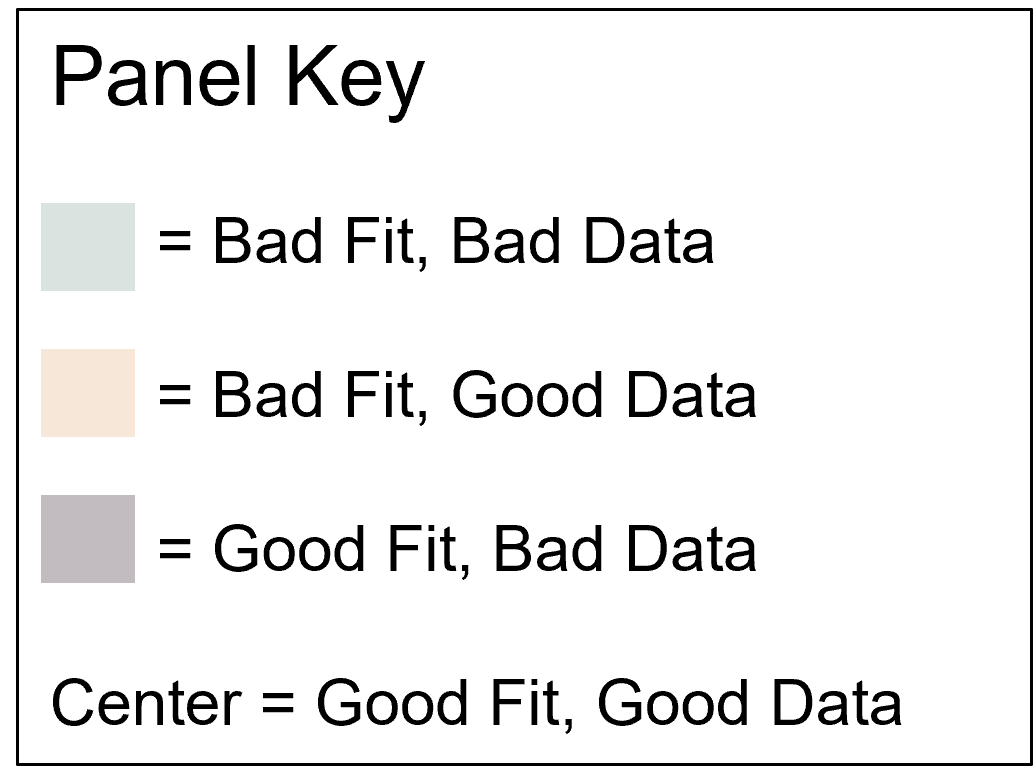 Panel Key
= Bad Fit, Bad Data
= Bad Fit, Good Data
= Good Fit, Bad Data
Center = Good Fit, Good Data